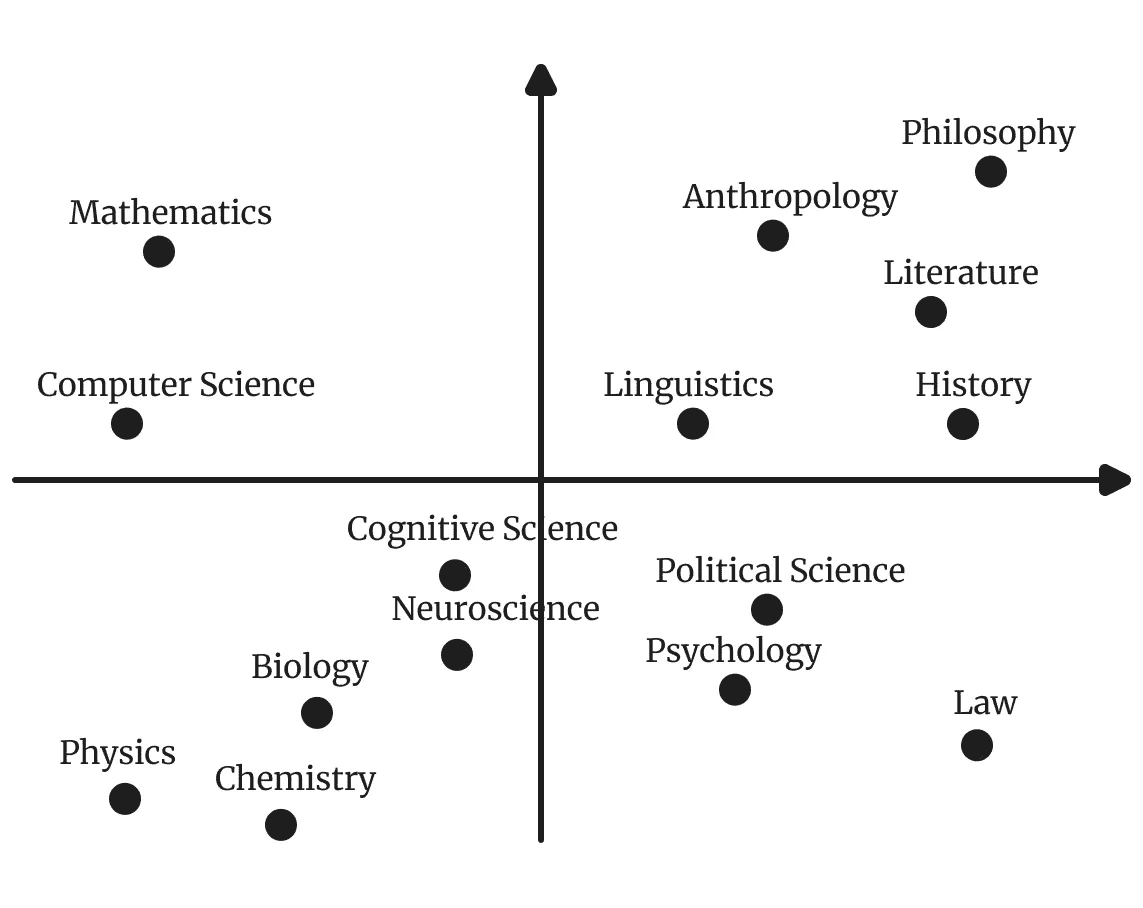 Philosophy
Anthropology
Mathematics
Literature
Computer Science
Linguistics
History
Cognitive Science
Political Science
Neuroscience
Psychology
Biology
Law
Physics
Chemistry